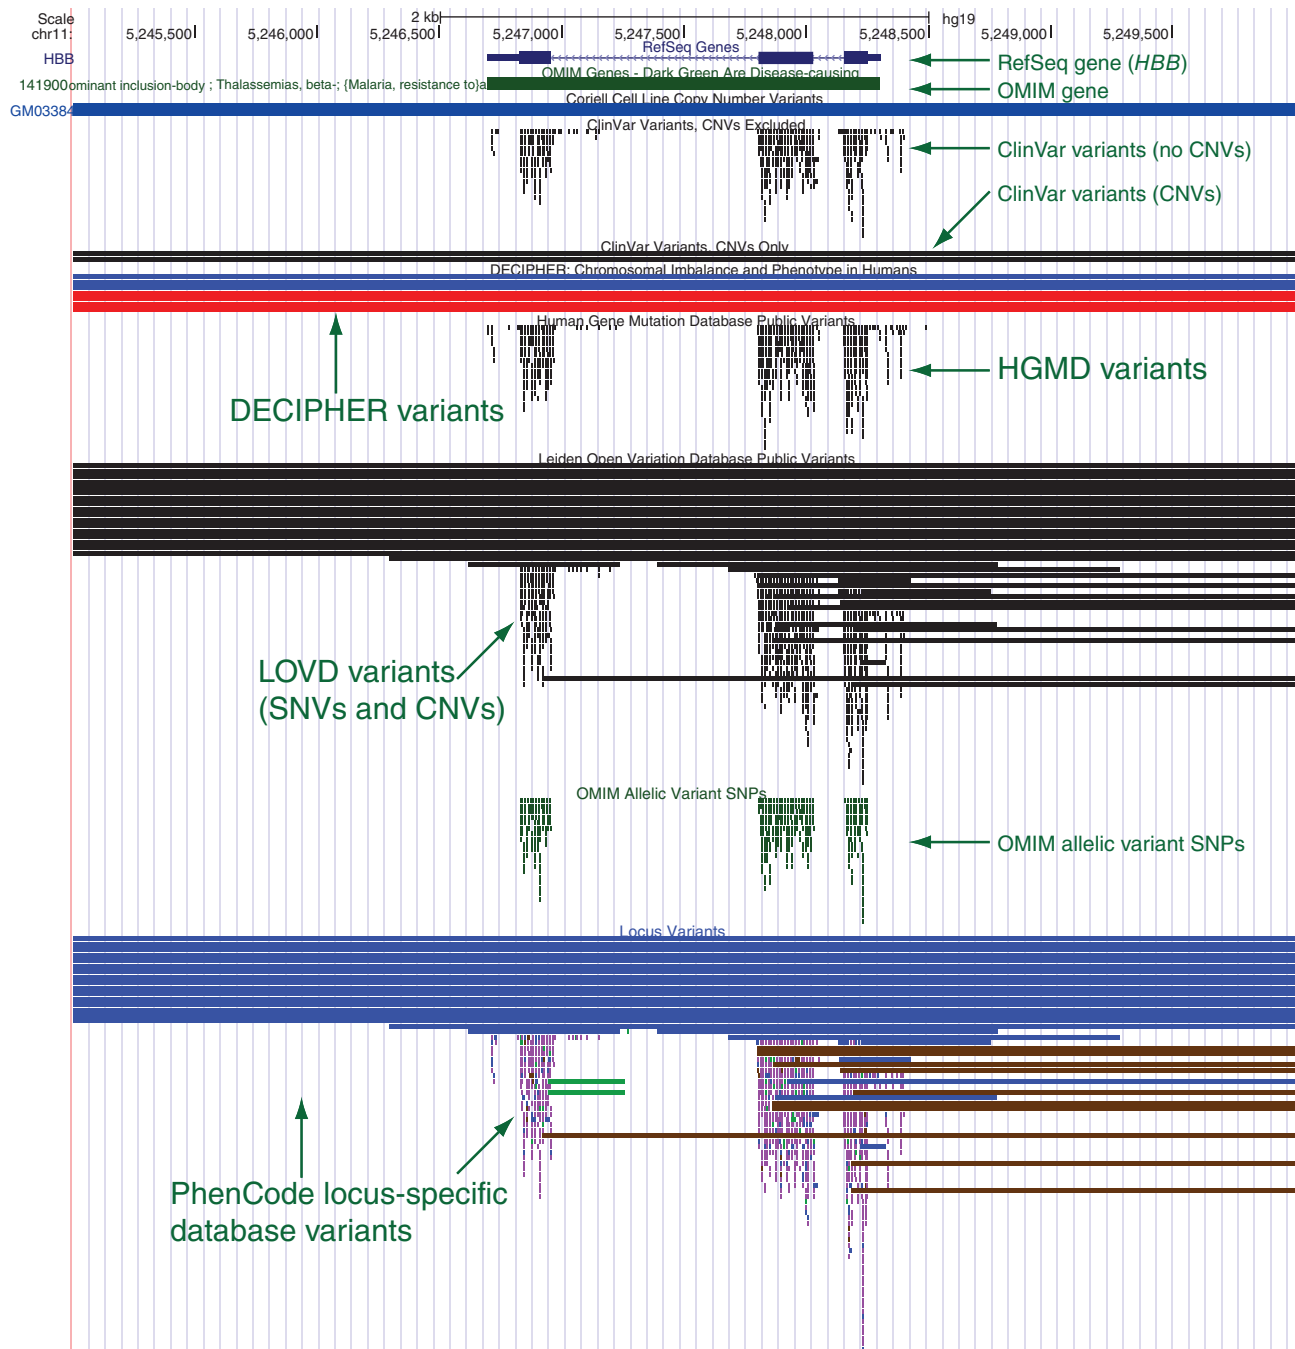 Scale 2 kb hg19
chr11: 5,245,500 5,246,000 5,246,500 5,247,000 5,247,500 5,248,000 5,248,500 5,249,000 5,249,500
RefSeq Genes
HBB RefSeq gene (HBB)
OMIM Genes - Dark Green Are Disease-causing
141900ominant inclusion-body ; Thalassemias, beta-; {Malaria, resistance to}a OMIM gene
Coriell Cell Line Copy Number Variants
GM03384
ClinVar Variants, CNVs Excluded
ClinVar variants (no CNVs)
ClinVar variants (CNVs)
ClinVar Variants, CNVs Only
DECIPHER: Chromosomal Imbalance and Phenotype in Humans
Human Gene Mutation Database Public Variants
HGMD variants
DECIPHER variants
Leiden Open Variation Database Public Variants
LOVD variants
(SNVs and CNVs)
OMIM Allelic Variant SNPs
OMIM allelic variant SNPs
Locus Variants
PhenCode locus-specific
database variants